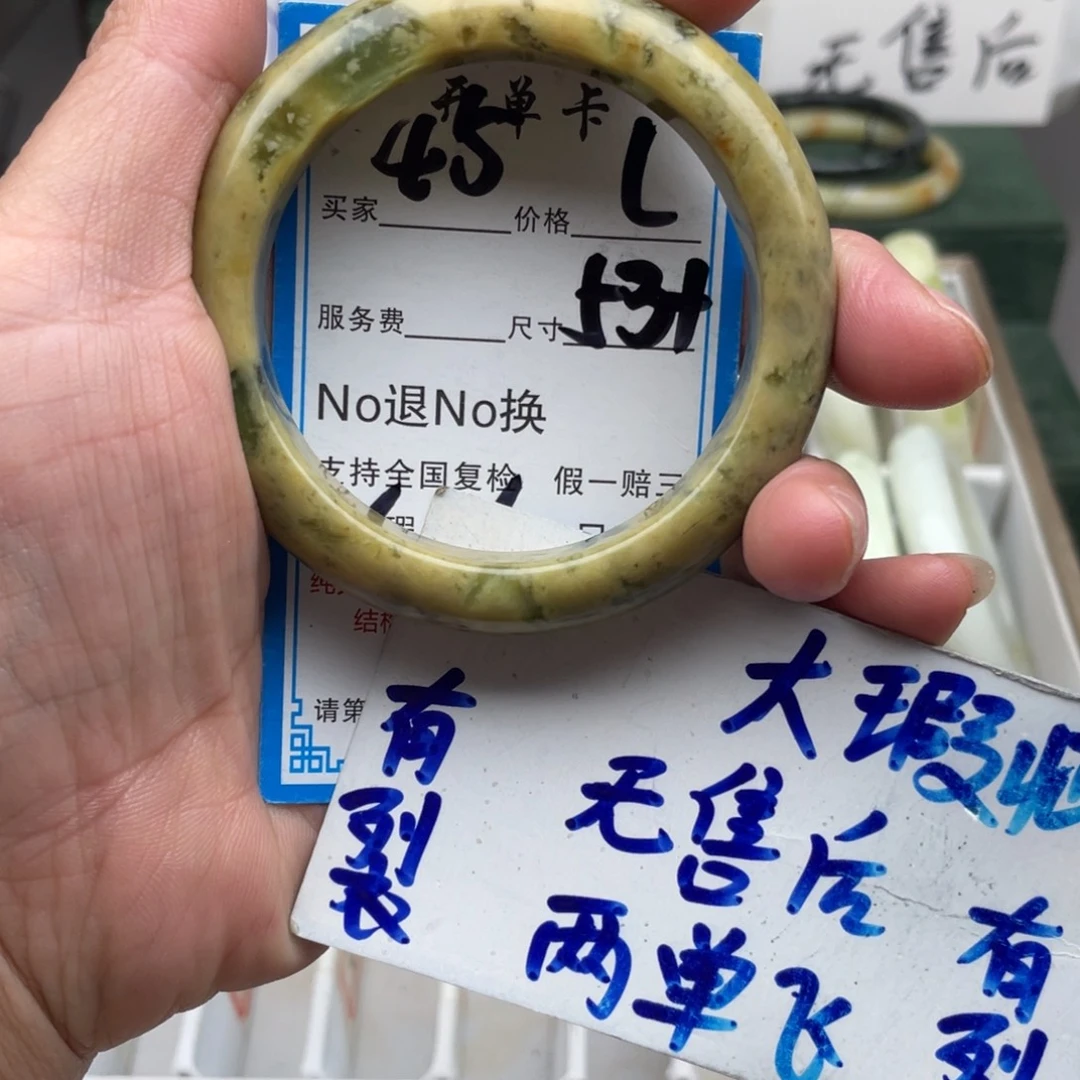 无售后
开单卡
45 L
买家 价格
531
服务费 尺寸
No退No换
支持全国复检 假一赔三
请第
有裂
大瑕疵
无售后
两单飞
有裂